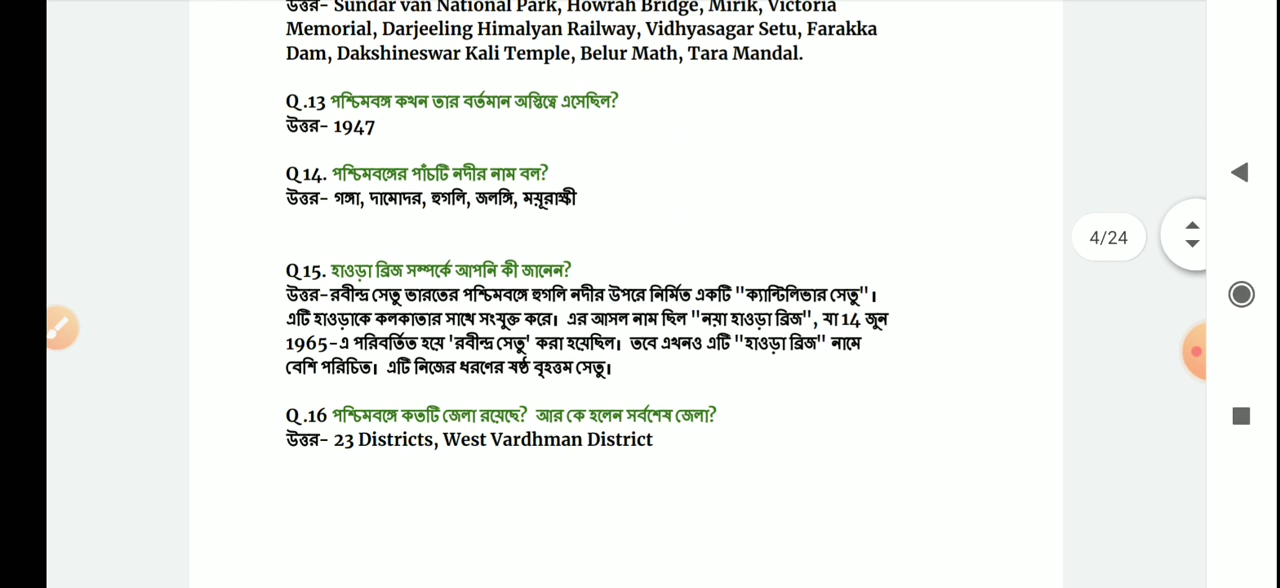 উত্তর- Sundar van National Park, Howrah Bridge, Mirik, Victoria
Memorial, Darjeeling Himalyan Railway, Vidhyasagar Setu, Farakka
Dam, Dakshineswar Kali Temple, Belur Math, Tara Mandal.
Q .13 পশ্চিমবঙ্গ কখন তার বর্তমান অস্তিত্বে এসেছিল?
উত্তর- 1947
Q 14. পশ্চিমবঙ্গের পাঁচটি নদীর নাম বল?
উত্তর- গঙ্গা, দামোদর, হুগলি, জলঙ্গি, ময়ূরাক্ষী
4/24
Q 15. হাওড়া ব্রিজ সম্পর্কে আপনি কী জানেন?
উত্তর-রবীন্দ্র সেতু ভারতের পশ্চিমবঙ্গে হুগলি নদীর উপরে নির্মিত একটি "ক্যান্টিলিভার সেতু"।
এটি হাওড়াকে কলকাতার সাথে সংযুক্ত করে। এর আসল নাম ছিল "নয়া হাওড়া ব্রিজ", যা 14 জুন
1965-এ পরিবর্তিত হয়ে 'রবীন্দ্র সেতু' করা হয়েছিল। তবে এখনও এটি "হাওড়া ব্রিজ" নামে
বেশি পরিচিত। এটি নিজের ধরণের ষষ্ঠ বৃহত্তম সেতু।
Q .16 পশ্চিমবঙ্গে কতটি জেলা রয়েছে? আর কে হলেন সর্বশেষ জেলা?
উত্তর- 23 Districts, West Vardhman District